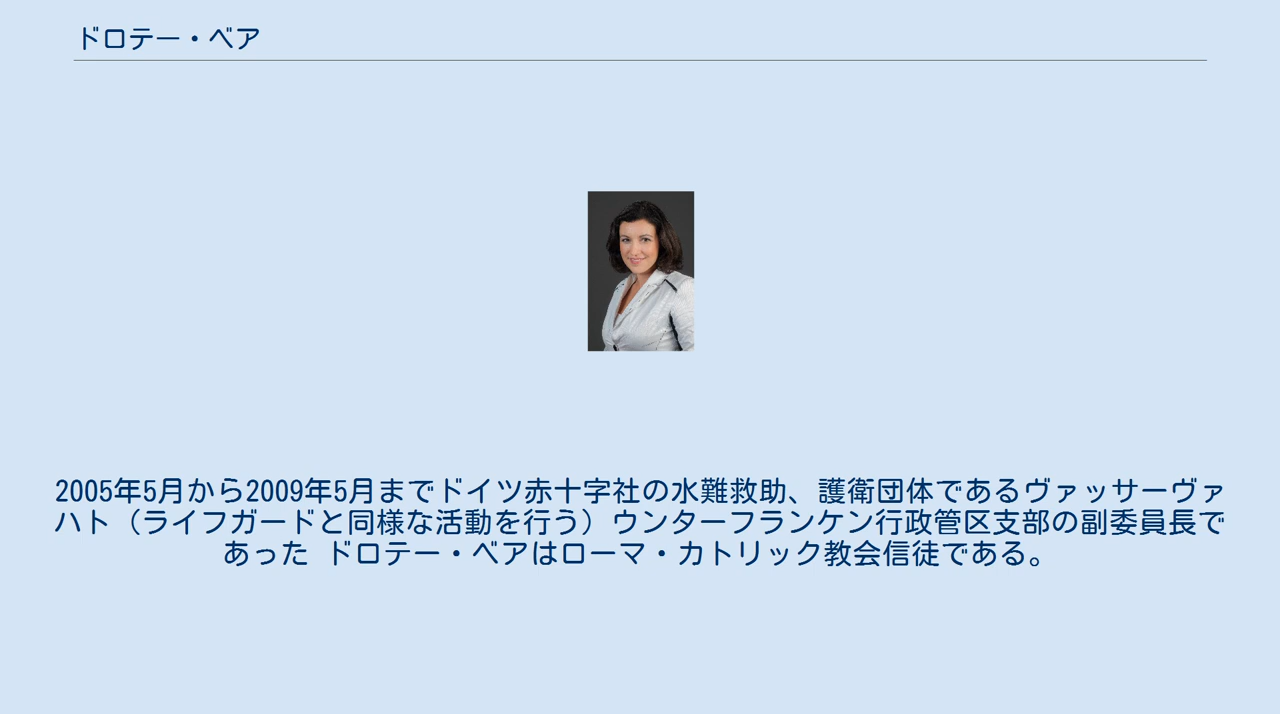 ドロテー・ベア
2005年5月から2009年5月までドイツ赤十字社の水難救助、護衛団体であるヴァッサーヴァ
ハト（ライフガードと同様な活動を行う）ウンターフランケン行政管区支部の副委員長で
あった ドロテー・ベアはローマ・カトリック教会信徒である。